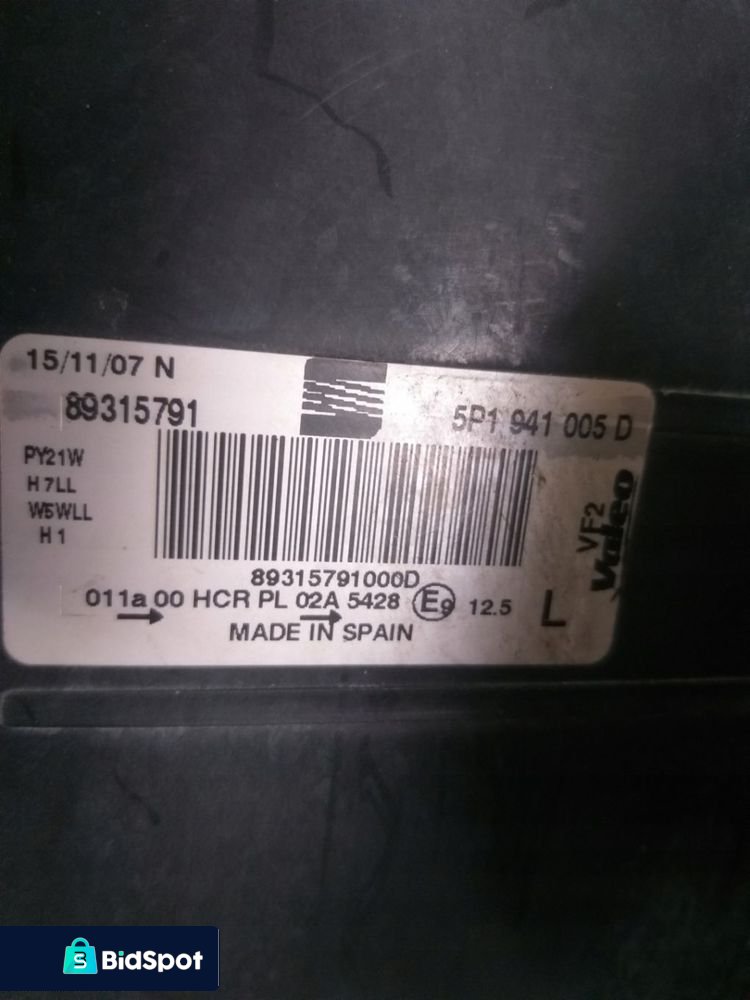 15/11/07 N
89315791
5P1 941 005 D
PY21W
H7LL
W5WLL
H1
VF2
Valeo
89315791000D
011a 00 HCR PL 02A 5428 E9 12.5
L
MADE IN SPAIN
BidSpot